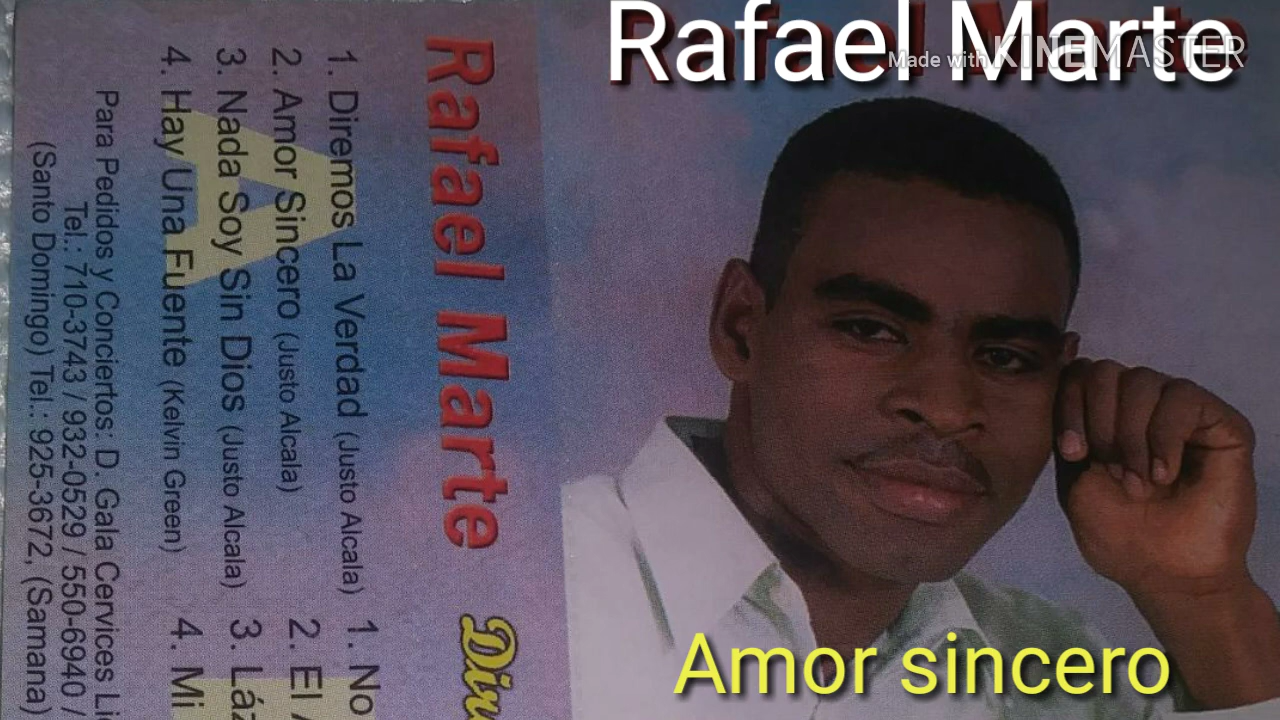 Rafael Marte
Made with KINEMASTER
Rafael Marte
1. Diremos La Verdad (Justo Alcala)
2. Amor Sincero (Justo Alcala)
3. Nada Soy Sin Dios (Justo Alcala)
4. Hay Una Fuente (Kelvin Green)
A
1. No
2. El
3.
4. Mi
Para Pedidos y Conciertos: D. Gala Cervices
Tel.: 710-3743 / 932-0529 / 550-6940 /
(Santo Domingo) Tel.: 925-3672, (Samana)
Amor sincero